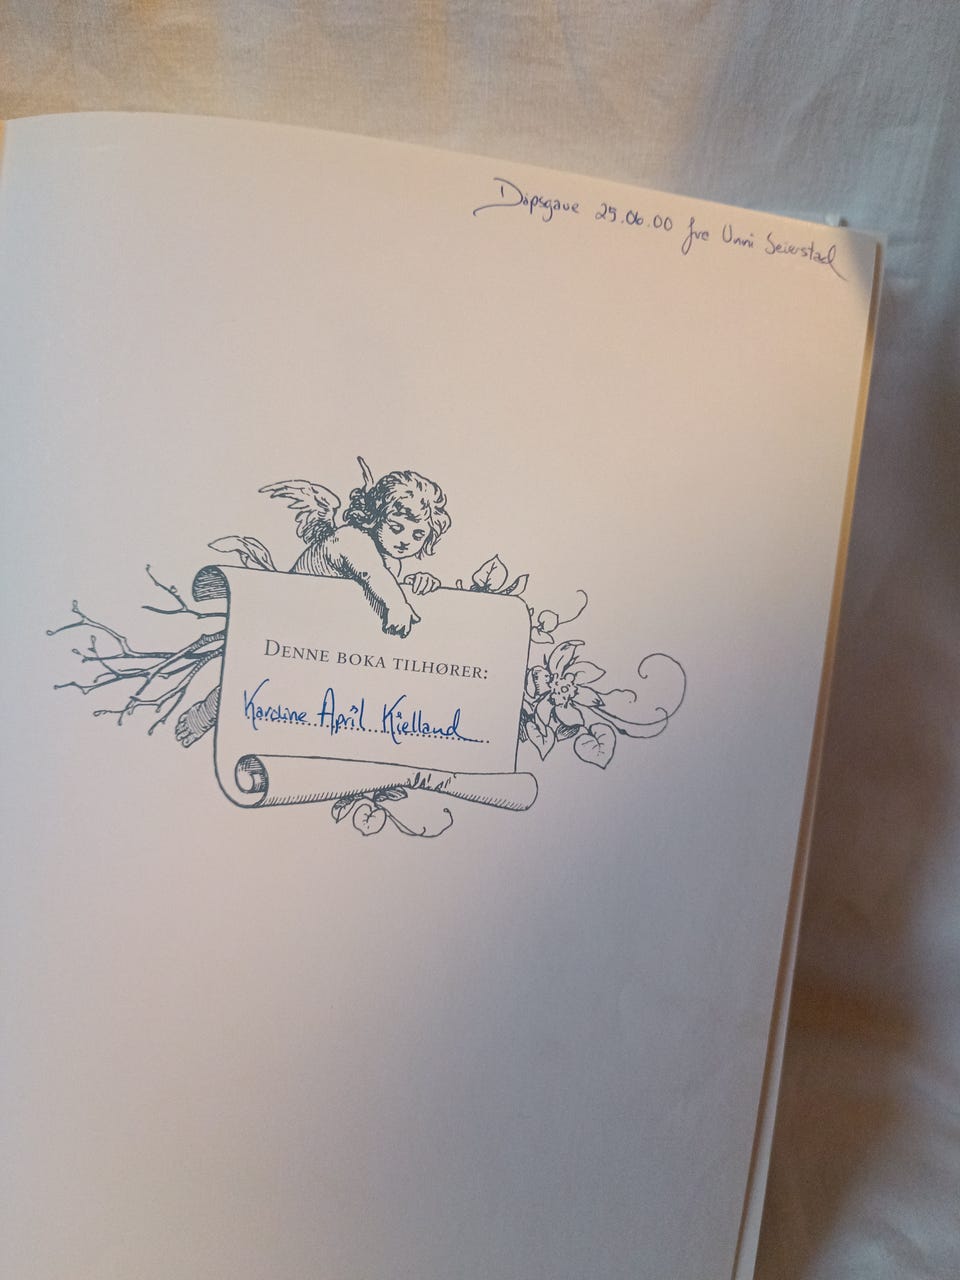 Dåpsgave 25.06.00 fra Unni Seierstad
DENNE BOKA TILHØRER:
Karoline April Kielland